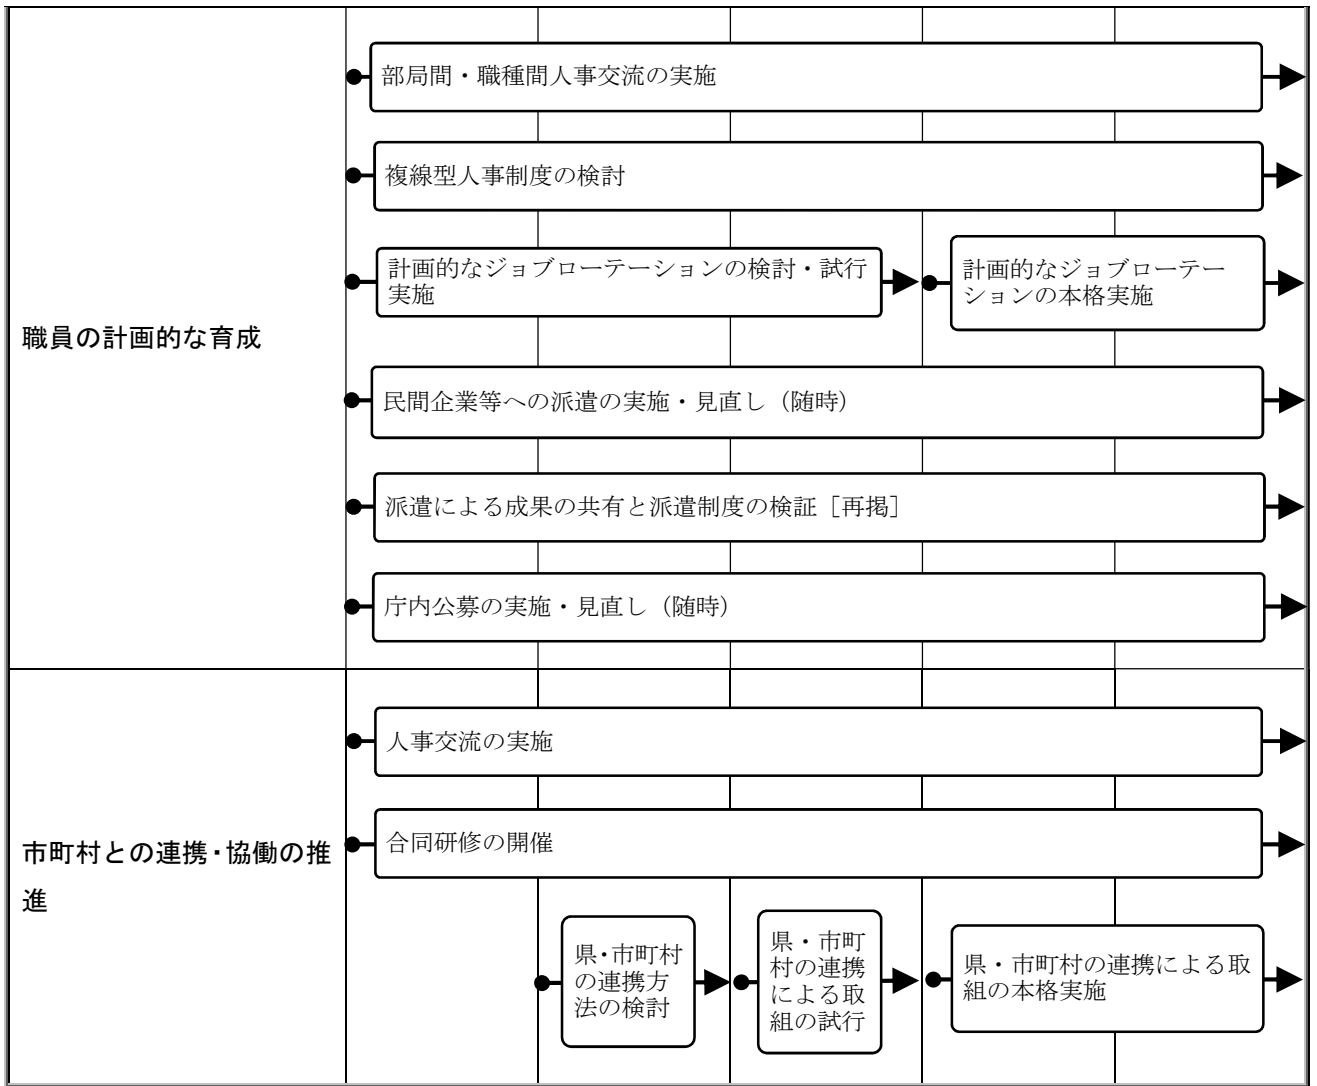 部局間・職種間人事交流の実施
複線型人事制度の検討
計画的なジョブローテーションの検討・試行
実施
計画的なジョブローテー
ションの本格実施
職員の計画的な育成
民間企業等への派遣の実施・見直し（随時）
派遣による成果の共有と派遣制度の検証［再掲］
庁内公募の実施・見直し（随時）
人事交流の実施
合同研修の開催
市町村との連携・協働の推
進
県・市町村
の連携方
法の検討
県・市町
村の連携
による取
組の試行
県・市町村の連携による取
組の本格実施